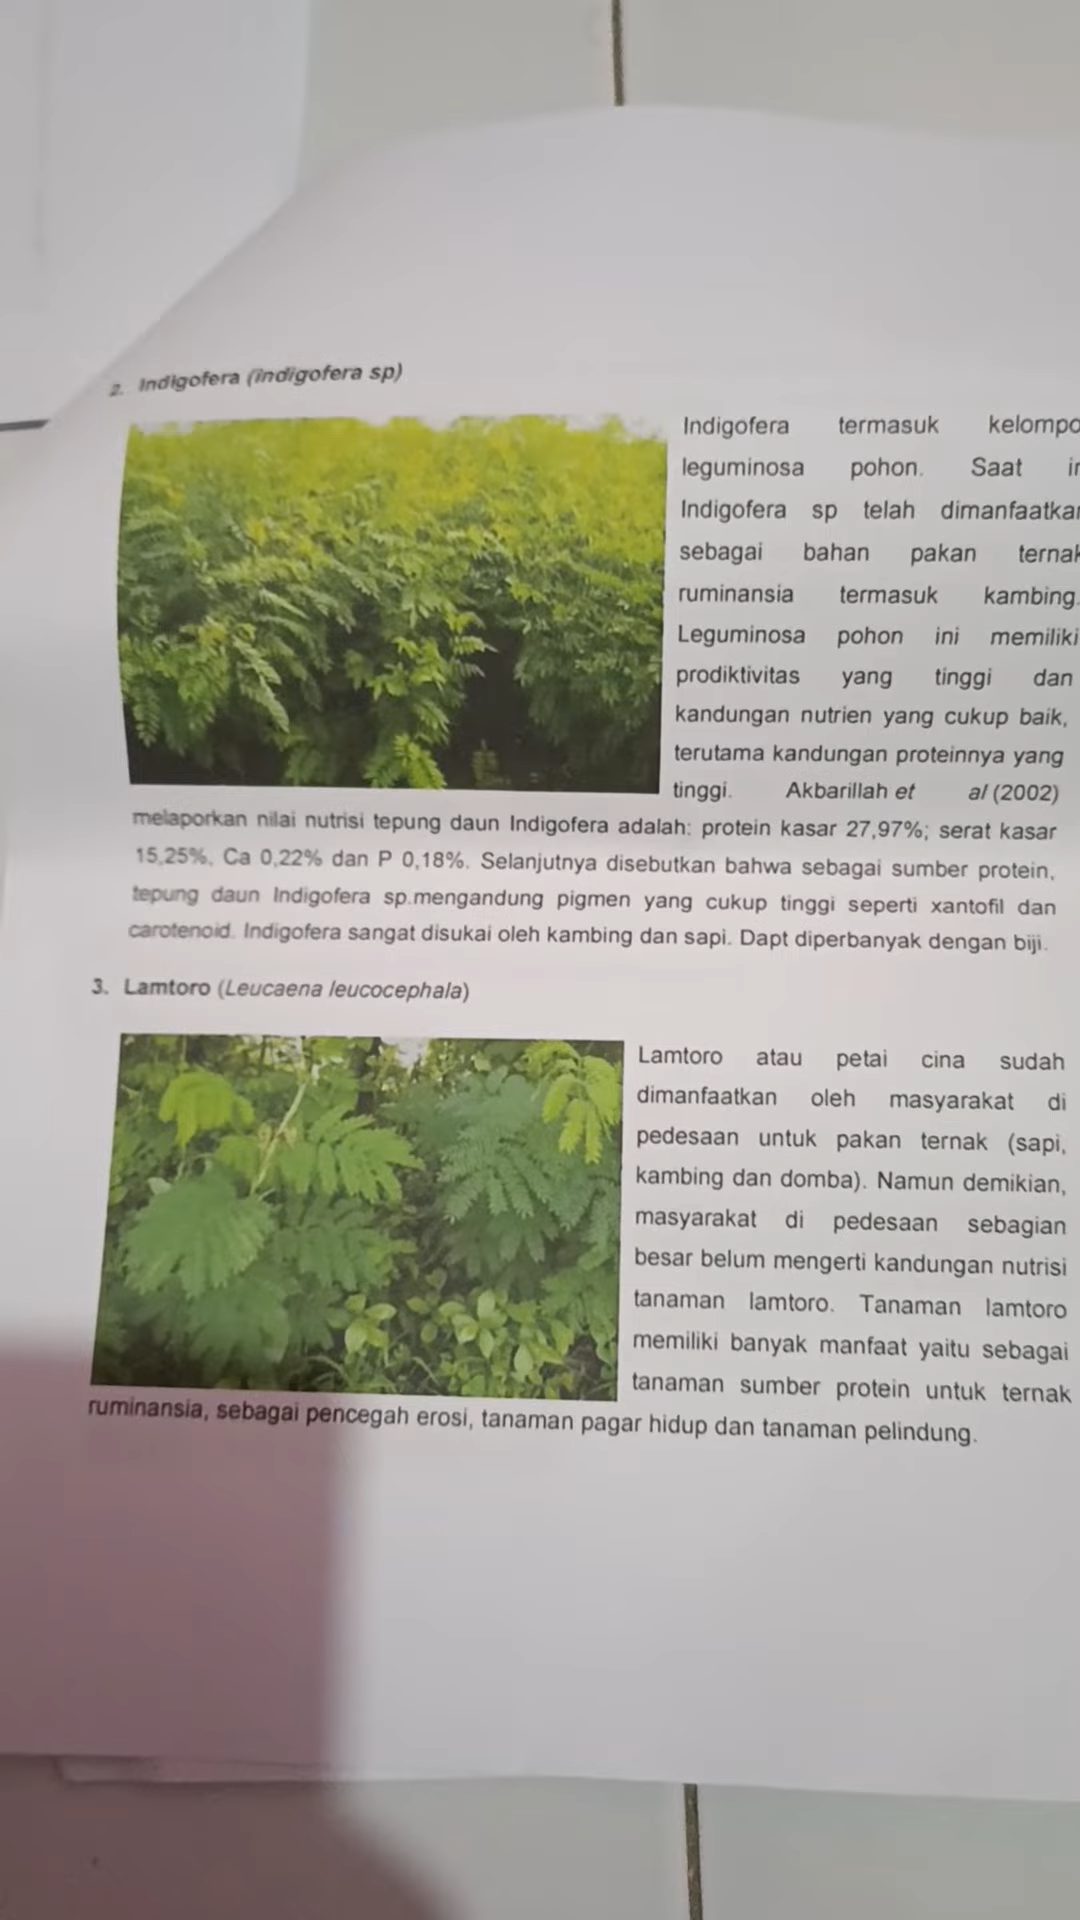 2. Indigofera (indigofera sp)
Indigofera termasuk kelompo
leguminosa pohon. Saat in
Indigofera sp telah dimanfaatkan
sebagai bahan pakan ternak
ruminansia termasuk kambing.
Leguminosa pohon ini memiliki
prodiktivitas yang tinggi dan
kandungan nutrien yang cukup baik,
terutama kandungan proteinnya yang
tinggi. Akbarillah et al (2002)
melaporkan nilai nutrisi tepung daun Indigofera adalah: protein kasar 27,97%; serat kasar
15,25%, Ca 0,22% dan P 0,18%. Selanjutnya disebutkan bahwa sebagai sumber protein,
tepung daun Indigofera sp.mengandung pigmen yang cukup tinggi seperti xantofil dan
carotenoid. Indigofera sangat disukai oleh kambing dan sapi. Dapt diperbanyak dengan biji.
3. Lamtoro (Leucaena leucocephala)
Lamtoro atau petai cina sudah
dimanfaatkan oleh masyarakat di
pedesaan untuk pakan ternak (sapi,
kambing dan domba). Namun demikian,
masyarakat di pedesaan sebagian
besar belum mengerti kandungan nutrisi
tanaman lamtoro. Tanaman lamtoro
memiliki banyak manfaat yaitu sebagai
tanaman sumber protein untuk ternak
ruminansia, sebagai pencegah erosi, tanaman pagar hidup dan tanaman pelindung.